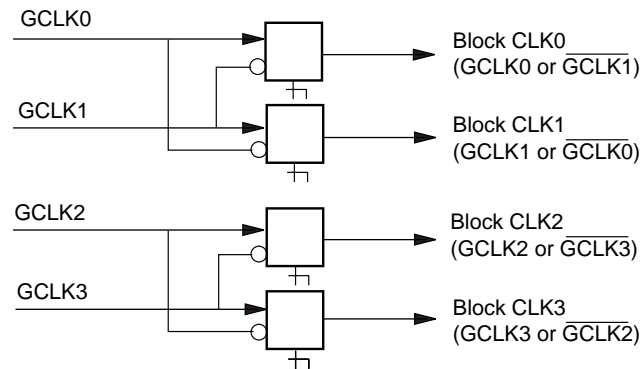 GCLK0
Block CLK0
(GCLK0 or GCLK1)
GCLK1
Block CLK1
(GCLK1 or GCLK0)
GCLK2
Block CLK2
(GCLK2 or GCLK3)
GCLK3
Block CLK3
(GCLK3 or GCLK2)